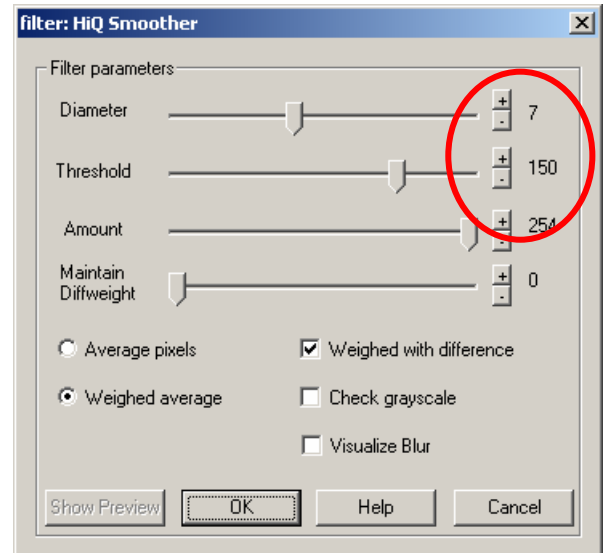 filter: HiQ Smoother
Filter parameters
Diameter + - 7
Threshold + - 150
Amount + - 254
Maintain
Diffweight + - 0
Average pixels Weighed with difference
Weighed average Check grayscale
Visualize Blur
Show Preview OK Help Cancel